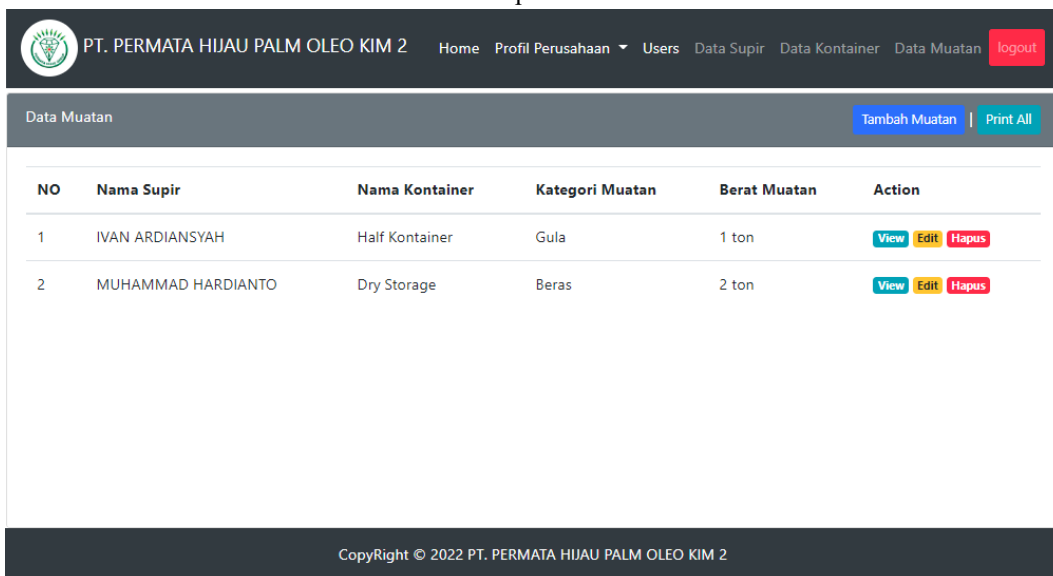 PT. PERMATA HIJAU PALM OLEO KIM 2 Home Profil Perusahaan Users Data Supir Data Kontainer Data Muatan logout
Data Muatan Tambah Muatan | Print All
NO Nama Supir Nama Kontainer Kategori Muatan Berat Muatan Action
1 IVAN ARDIANSYAH Half Kontainer Gula 1 ton View Edit Hapus
2 MUHAMMAD HARDIANTO Dry Storage Beras 2 ton View Edit Hapus
CopyRight © 2022 PT. PERMATA HIJAU PALM OLEO KIM 2